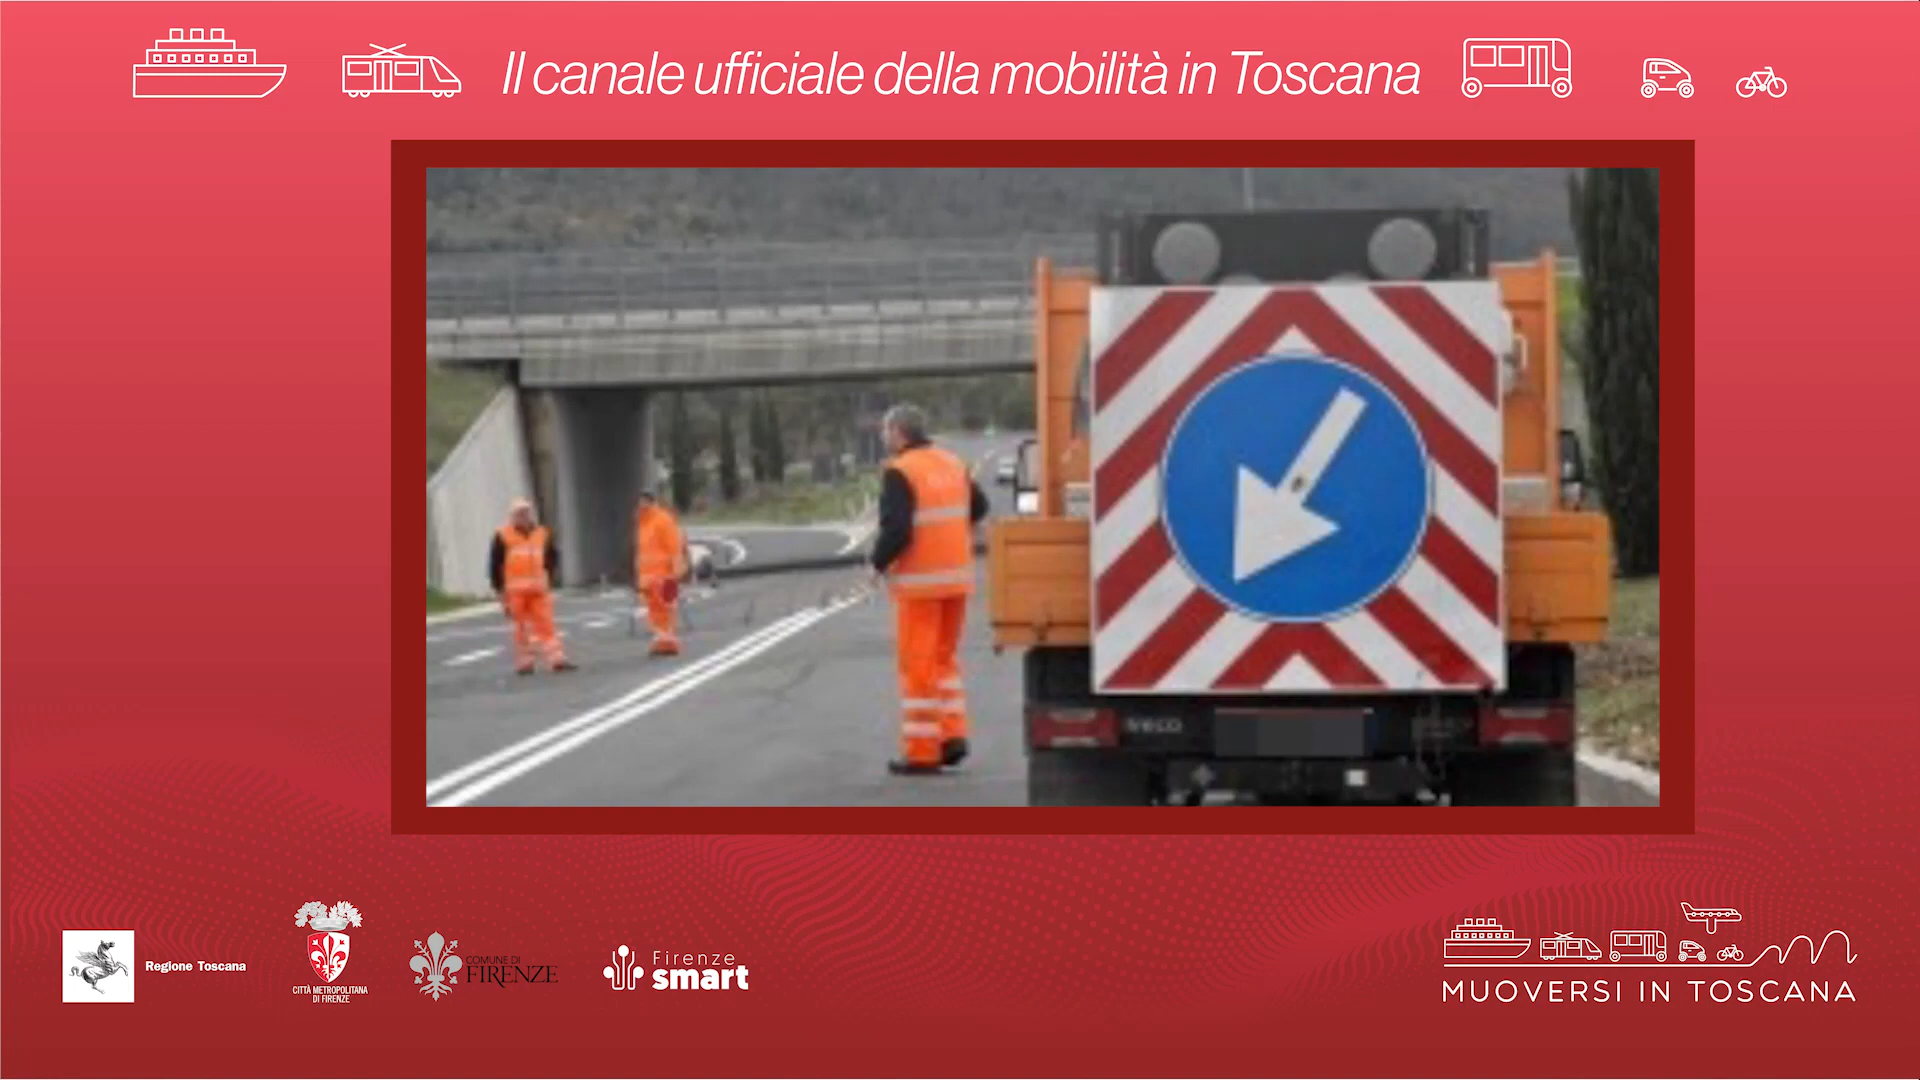 Il canale ufficiale della mobilità in Toscana
IVECO
Regione Toscana
CITTÀ METROPOLITANA
DI FIRENZE
COMUNE DI
FIRENZE
Firenze
smart
MUOVERSI IN TOSCANA